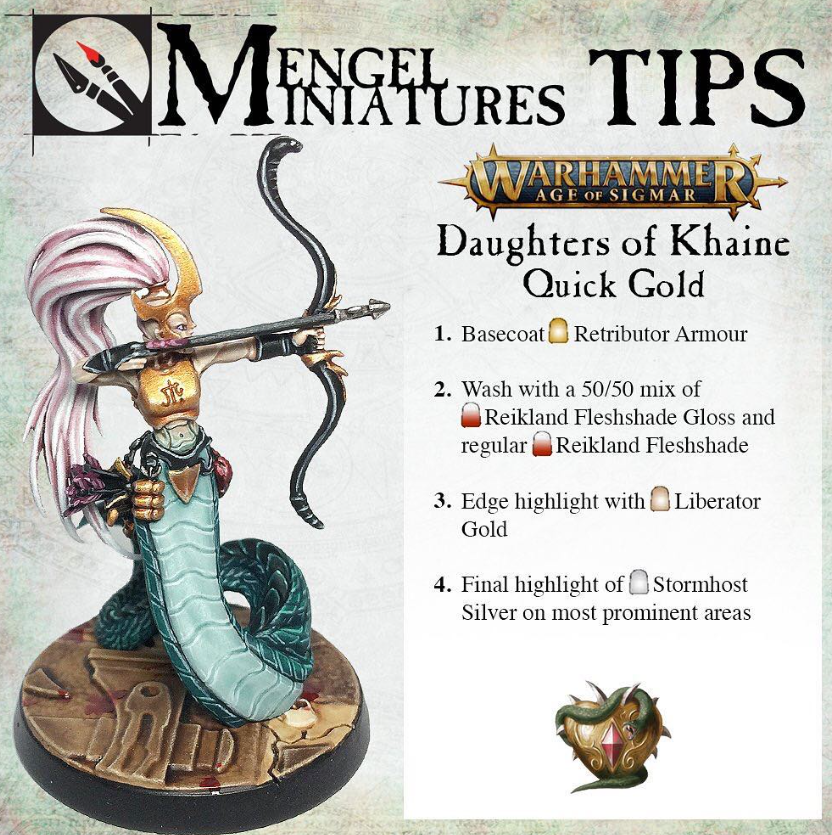 MENGEL MINIATURES TIPS
WARHAMMER
AGE OF SIGMAR
Daughters of Khaine
Quick Gold
1. Basecoat Retributor Armour
2. Wash with a 50/50 mix of
Reikland Fleshshade Gloss and
regular Reikland Fleshshade
3. Edge highlight with Liberator
Gold
4. Final highlight of Stormhost
Silver on most prominent areas